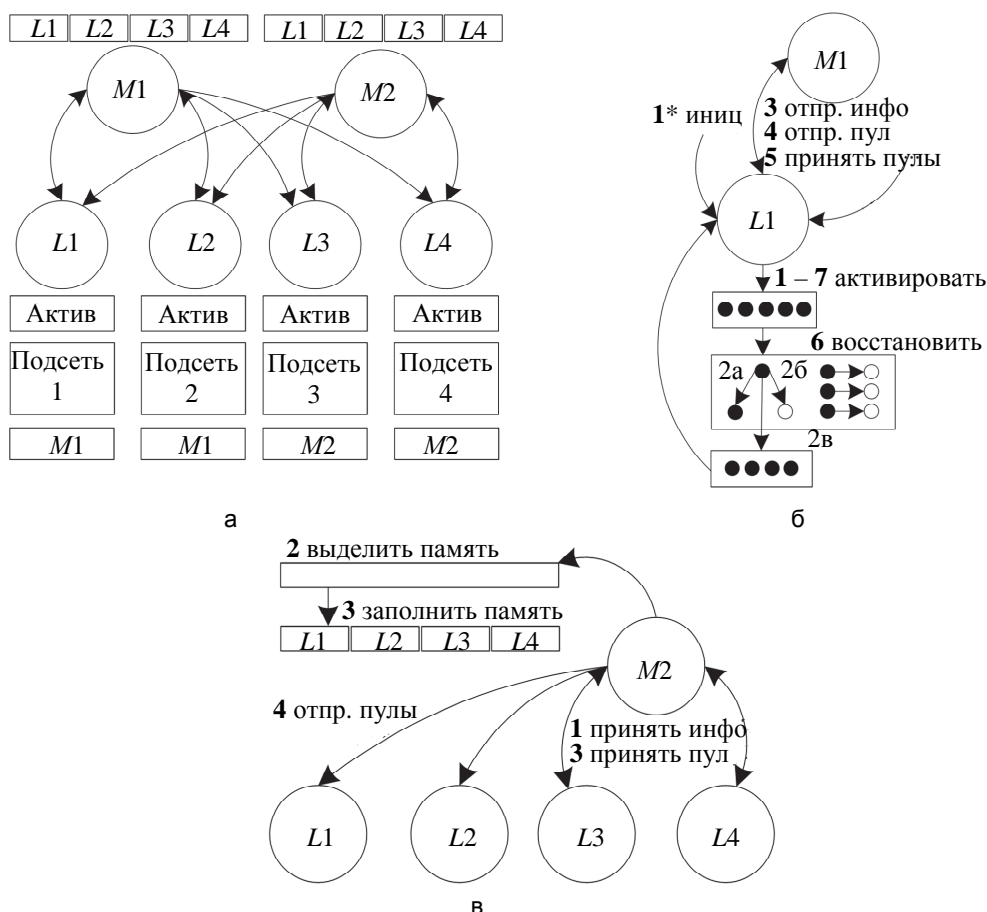 L1 L2 L3 L4 L1 L2 L3 L4
M1 M2
L1 L2 L3 L4
Актив Актив Актив Актив
Подсеть 1 Подсеть 2 Подсеть 3 Подсеть 4
M1 M1 M2 M2
а
M1
1* иниц
3 отпр. инфо
4 отпр. пул
5 принять пулы
L1
1 – 7 активировать
6 восстановить
2а 2б
2в
б
2 выделить память
3 заполнить память
L1 L2 L3 L4
M2
4 отпр. пулы
1 принять инфо
3 принять пул
L1 L2 L3 L4
в